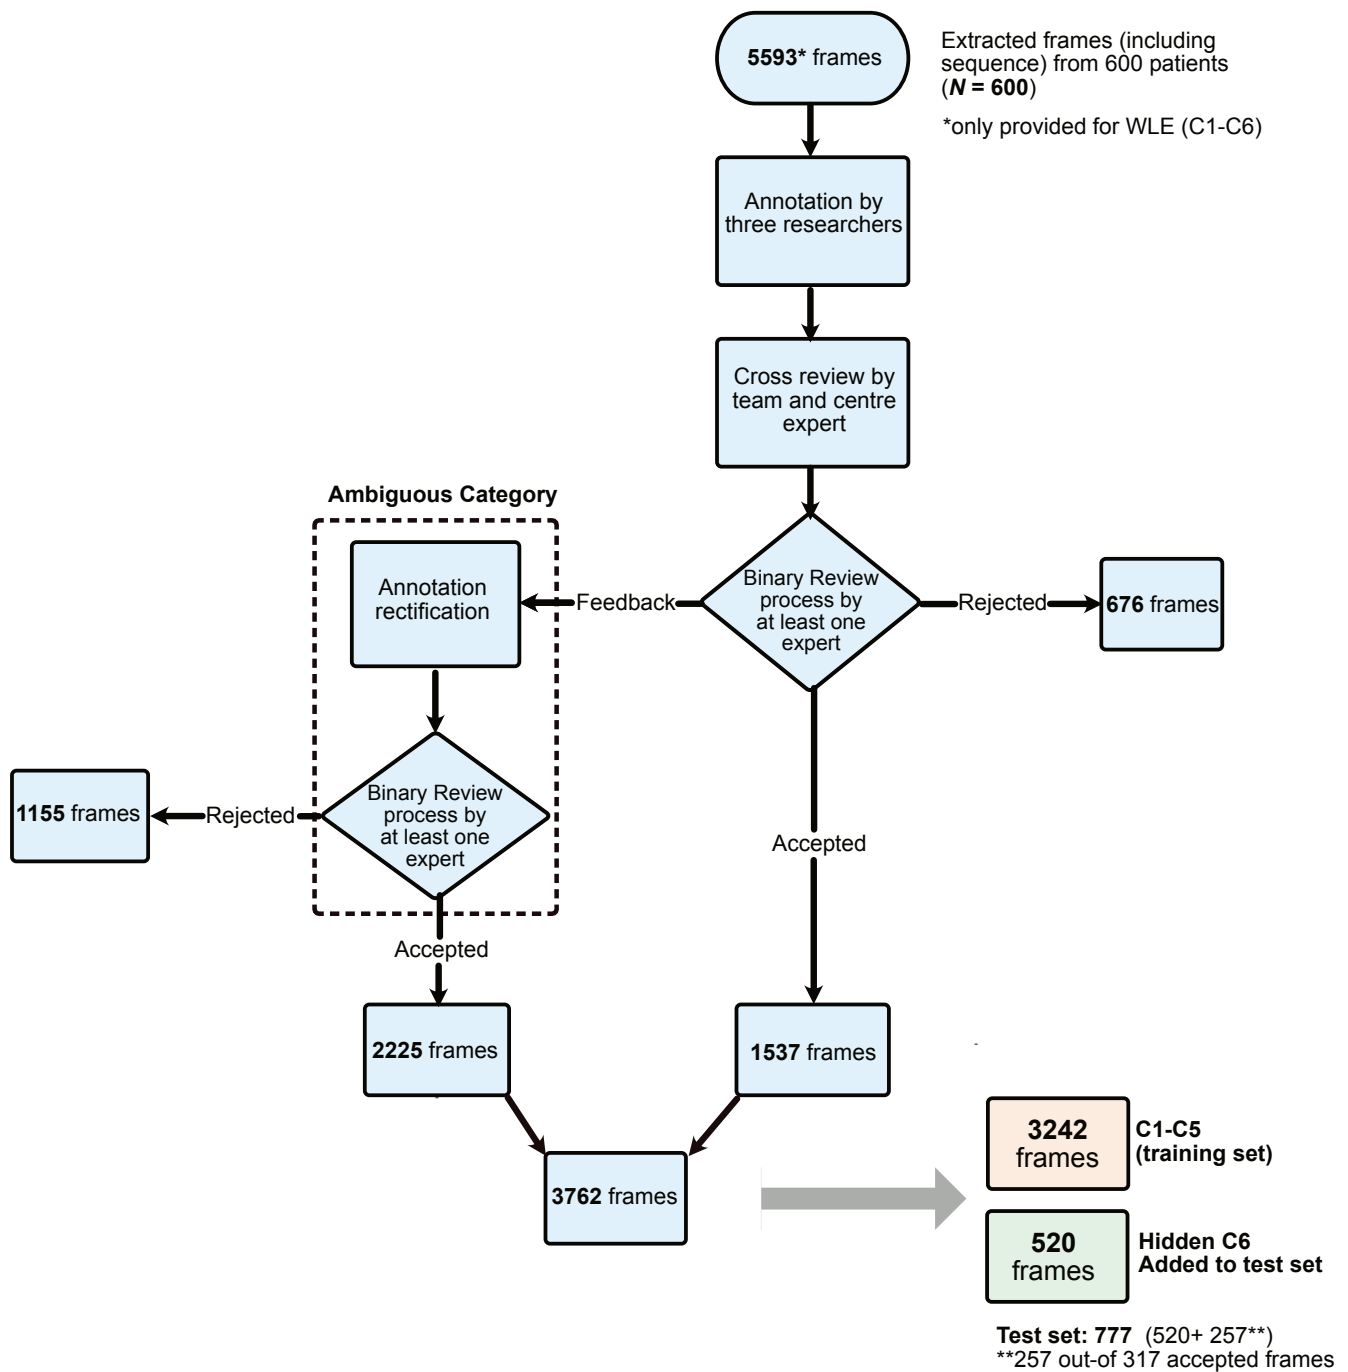 5593* frames
Extracted frames (including
sequence) from 600 patients
(N = 600)
*only provided for WLE (C1-C6)
Annotation by
three researchers
Cross review by
team and centre
expert
Ambiguous Category
Annotation
rectification
Feedback
Binary Review
process by
at least one
expert
Rejected
676 frames
1155 frames
Rejected
Binary Review
process by
at least one
expert
Accepted
Accepted
2225 frames
1537 frames
3762 frames
3242
frames
C1-C5
(training set)
520
frames
Hidden C6
Added to test set
Test set: 777 (520+ 257**)
**257 out-of 317 accepted frames